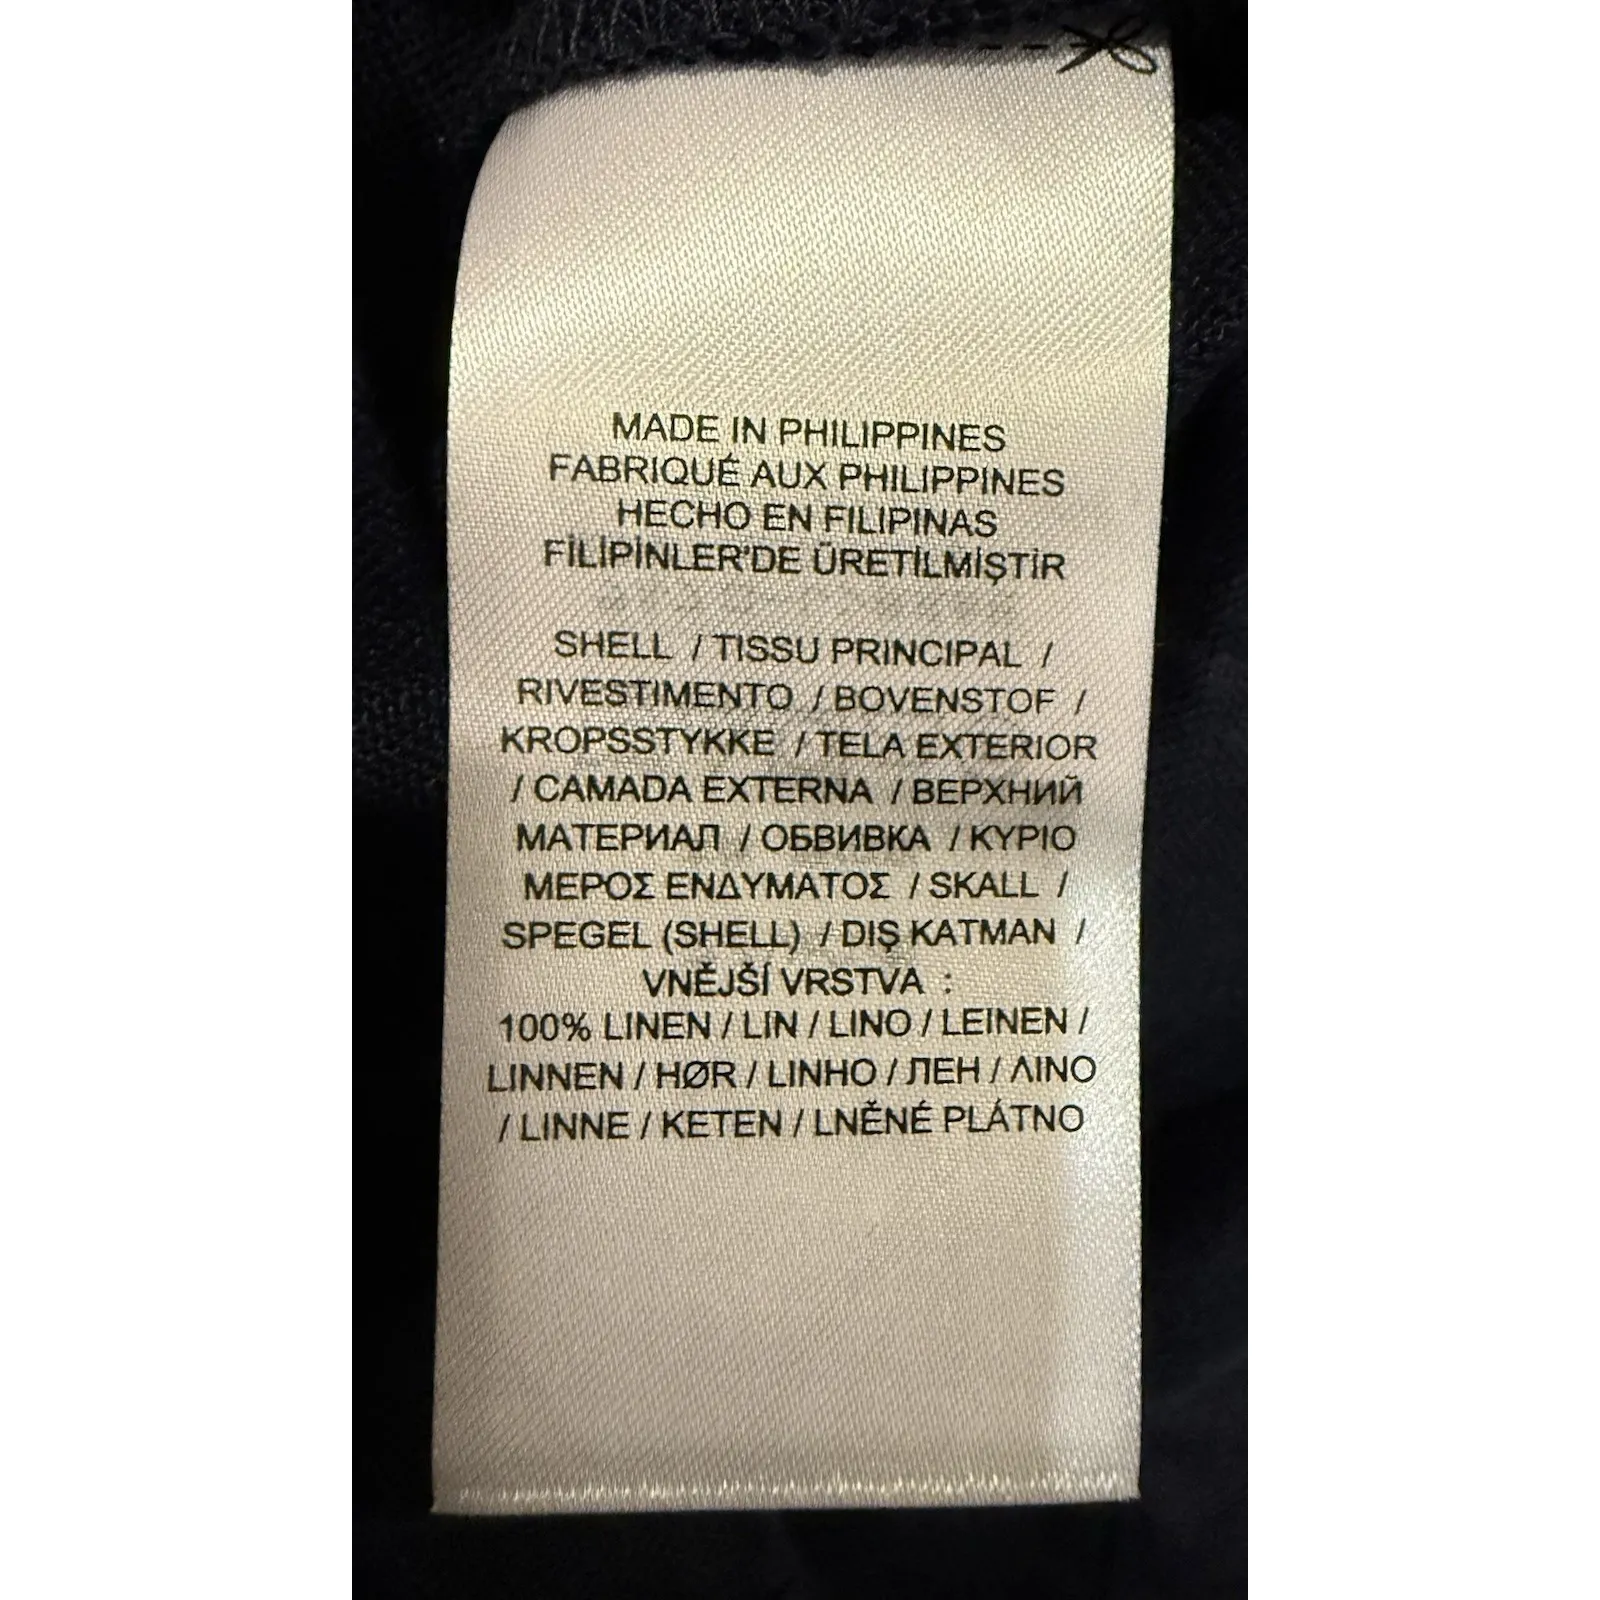 MADE IN PHILIPPINES
FABRIQUÉ AUX PHILIPPINES
HECHO EN FILIPINAS
FİLİPİNLER'DE ÜRETİLMİŞTİR
SHELL / TISSU PRINCIPAL /
RIVESTIMENTO / BOVENSTOF /
KROPSSTYKKE / TELA EXTERIOR
/ CAMADA EXTERNA / ВЕРХНИЙ
МАТЕРИАЛ / ОБВИВКА / ΚΥΡΙΟ
ΜΕΡΟΣ ΕΝΔΥΜΑΤΟΣ / SKALL /
SPEGEL (SHELL) / DIŞ KATMAN /
VNĚJŠÍ VRSTVA :
100% LINEN / LIN / LINO / LEINEN /
LINNEN / HØR / LINHO / ЛЕН / ΛΙΝΟ
/ LINNE / KETEN / LNĚNÉ PLÁTNO